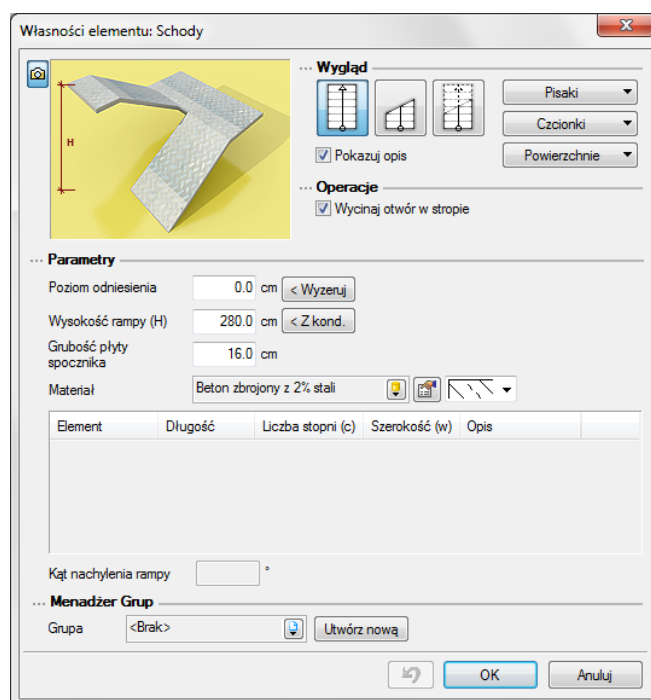 Własności elementu: Schody
H
Wygląd
Pisaki
Czcionki
Pokazuj opis
Powierzchnie
Operacje
Wycinaj otwór w stropie
Parametry
Poziom odniesienia 0.0 cm < Wyzeruj
Wysokość rampy (H) 280.0 cm < Z kond.
Grubość płyty
spocznika 16.0 cm
Materiał Beton zbrojony z 2% stali
Element Długość Liczba stopni (c) Szerokość (w) Opis
Kąt nachylenia rampy °
Menadżer Grup
Grupa <Brak> Utwórz nową
OK Anuluj